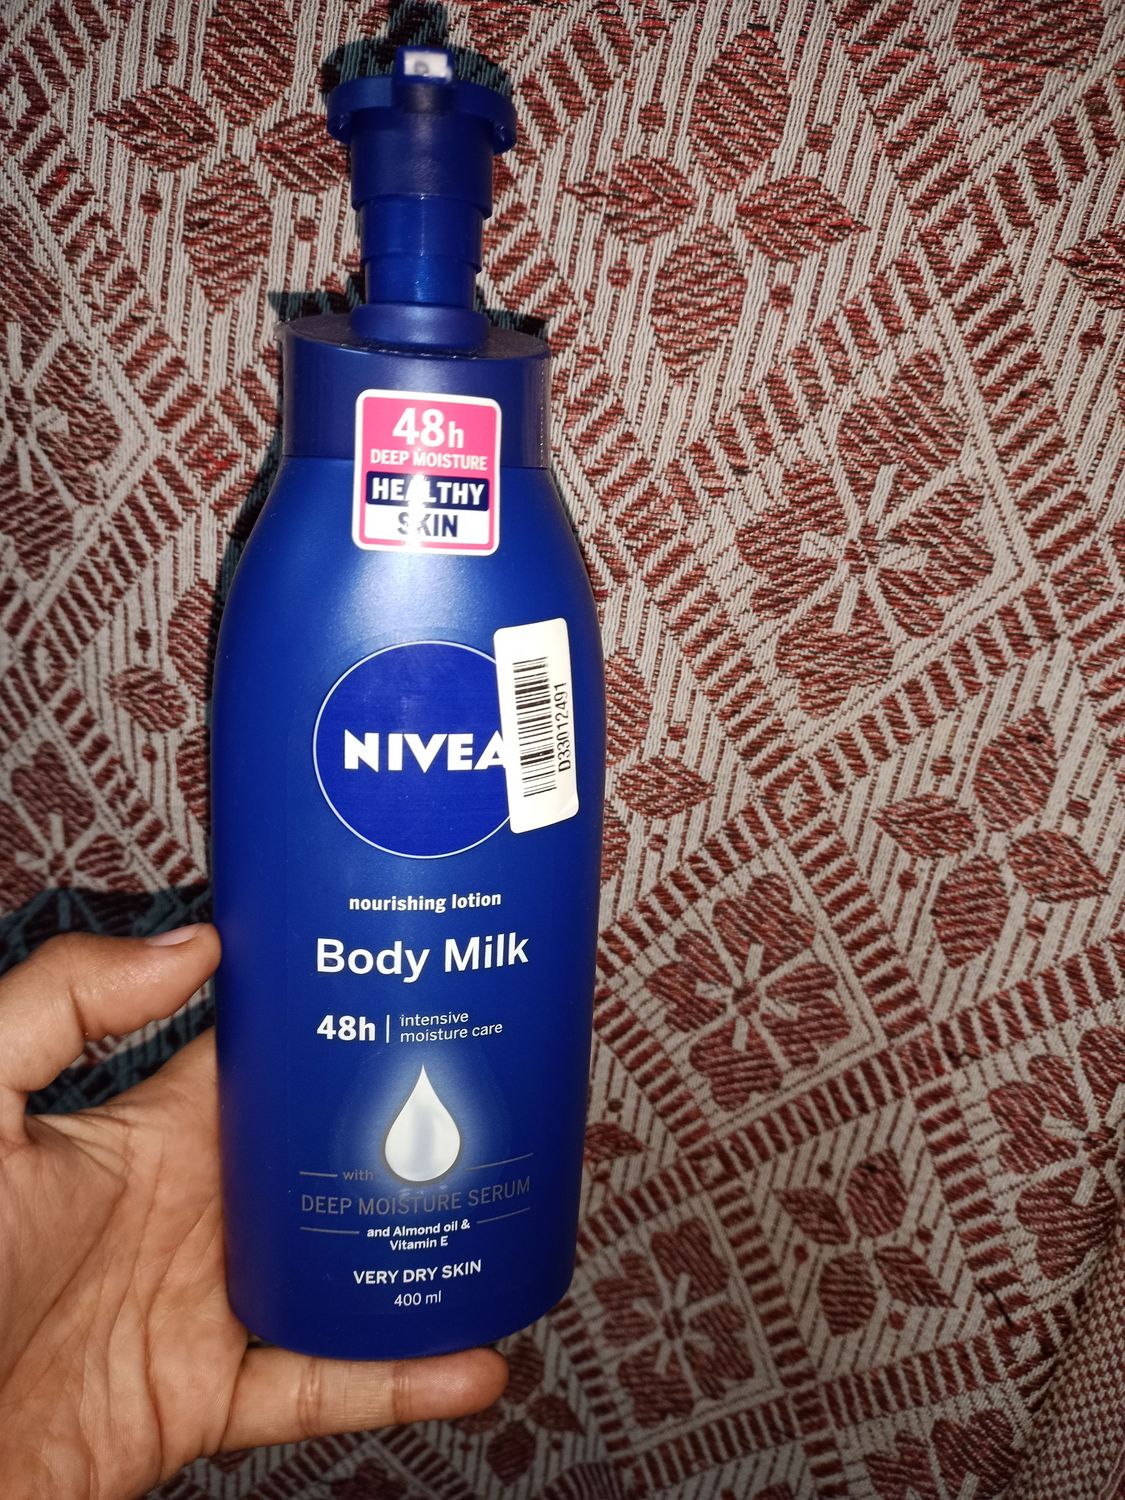 48h
DEEP MOISTURE
HEALTHY
SKIN
NIVEA
D33012491
nourishing lotion
Body Milk
48h | intensive
moisture care
with
DEEP MOISTURE SERUM
and Almond oil &
Vitamin E
VERY DRY SKIN
400 ml